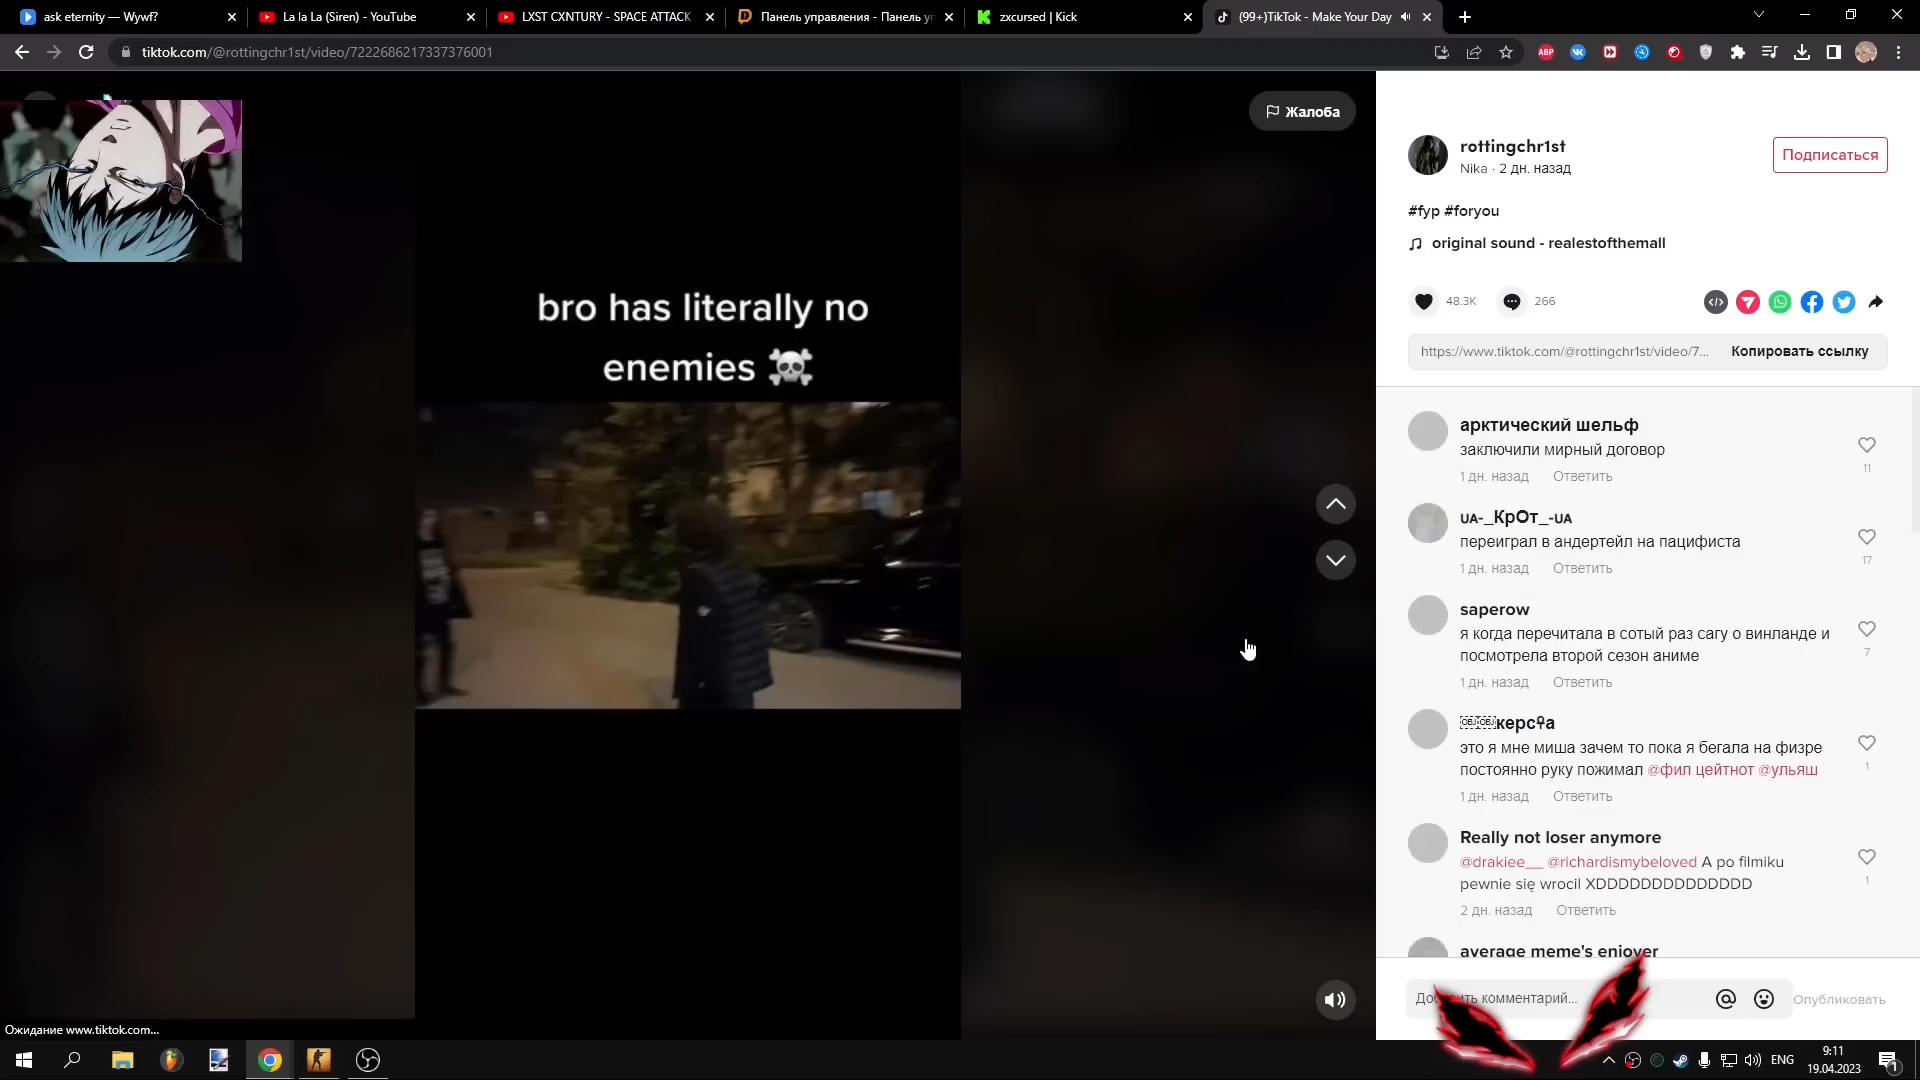 ask eternity — Wywf?
La la La (Siren) - YouTube
LXST CXNTURY - SPACE ATTACK
Панель управления - Панель уп
zxcursed | Kick
(99+)TikTok - Make Your Day
tiktok.com/@rottingchr1st/video/7222686217337376001
ABP
Жалоба
bro has literally no
enemies ☠️
rottingchr1st
Nika · 2 дн. назад
Подписаться
#fyp #foryou
original sound - realestofthemall
48.3K
266
https://www.tiktok.com/@rottingchr1st/video/7...
Копировать ссылку
арктический шельф
заключили мирный договор
11
1 дн. назад Ответить
UA-_КрОт_-UA
переиграл в андертейл на пацифиста
17
1 дн. назад Ответить
saperow
я когда перечитала в сотый раз сагу о винланде и
посмотрела второй сезон аниме
7
1 дн. назад Ответить
керс⚲а
это я мне миша зачем то пока я бегала на физре
постоянно руку пожимал @фил цейтнот @ульяш
1
1 дн. назад Ответить
Really not loser anymore
@drakiee__ @richardismybeloved A po filmiku
pewnie się wrocil XDDDDDDDDDDDDDDD
1
2 дн. назад Ответить
average meme's enjoyer
комментарий...
Опубликовать
Ожидание www.tiktok.com...
ENG
9:11
19.04.2023
1